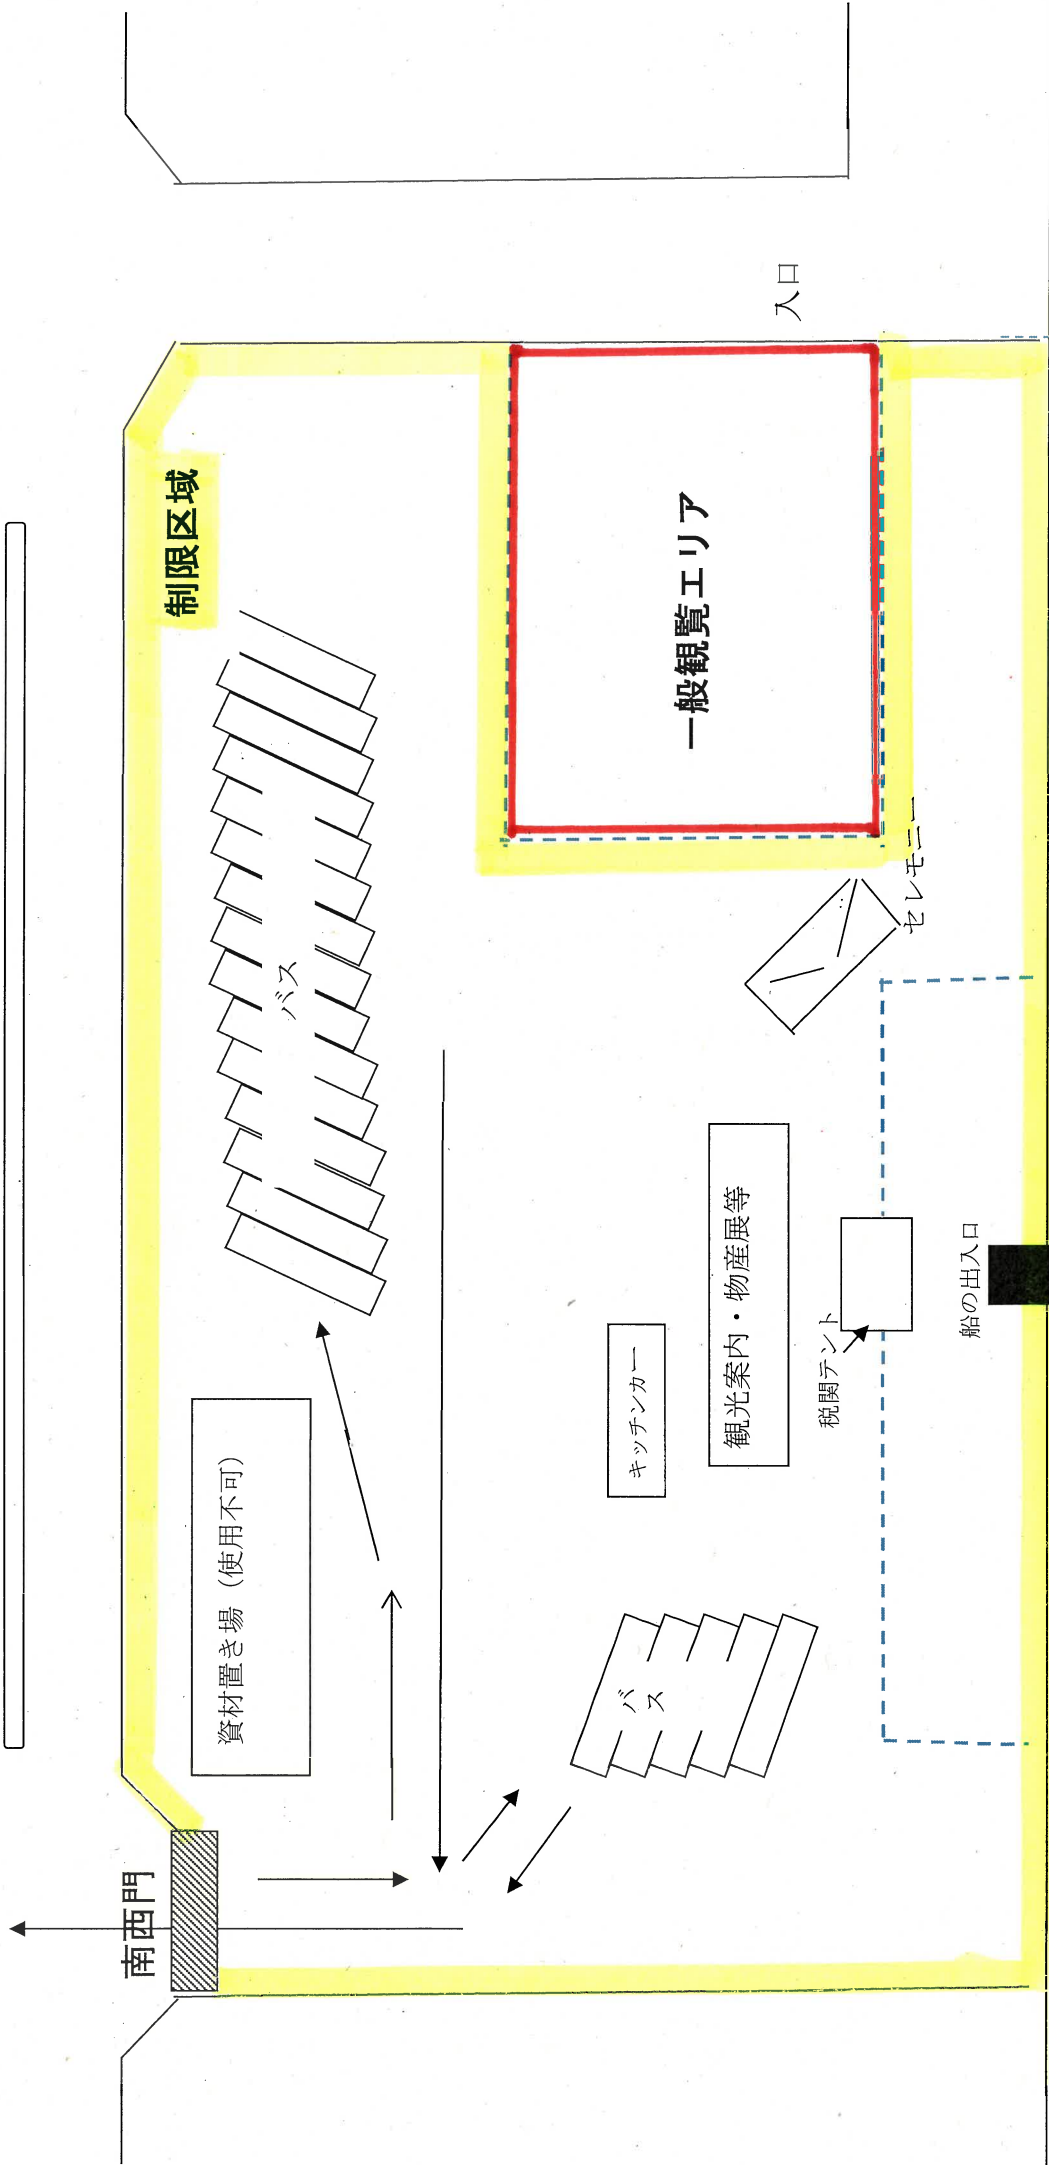 南西門
制限区域
資材置き場（使用不可）
バス
入口
一般観覧エリア
バス
キッチンカー
観光案内・物産展等
セレモニー
税関テント
船の出入口